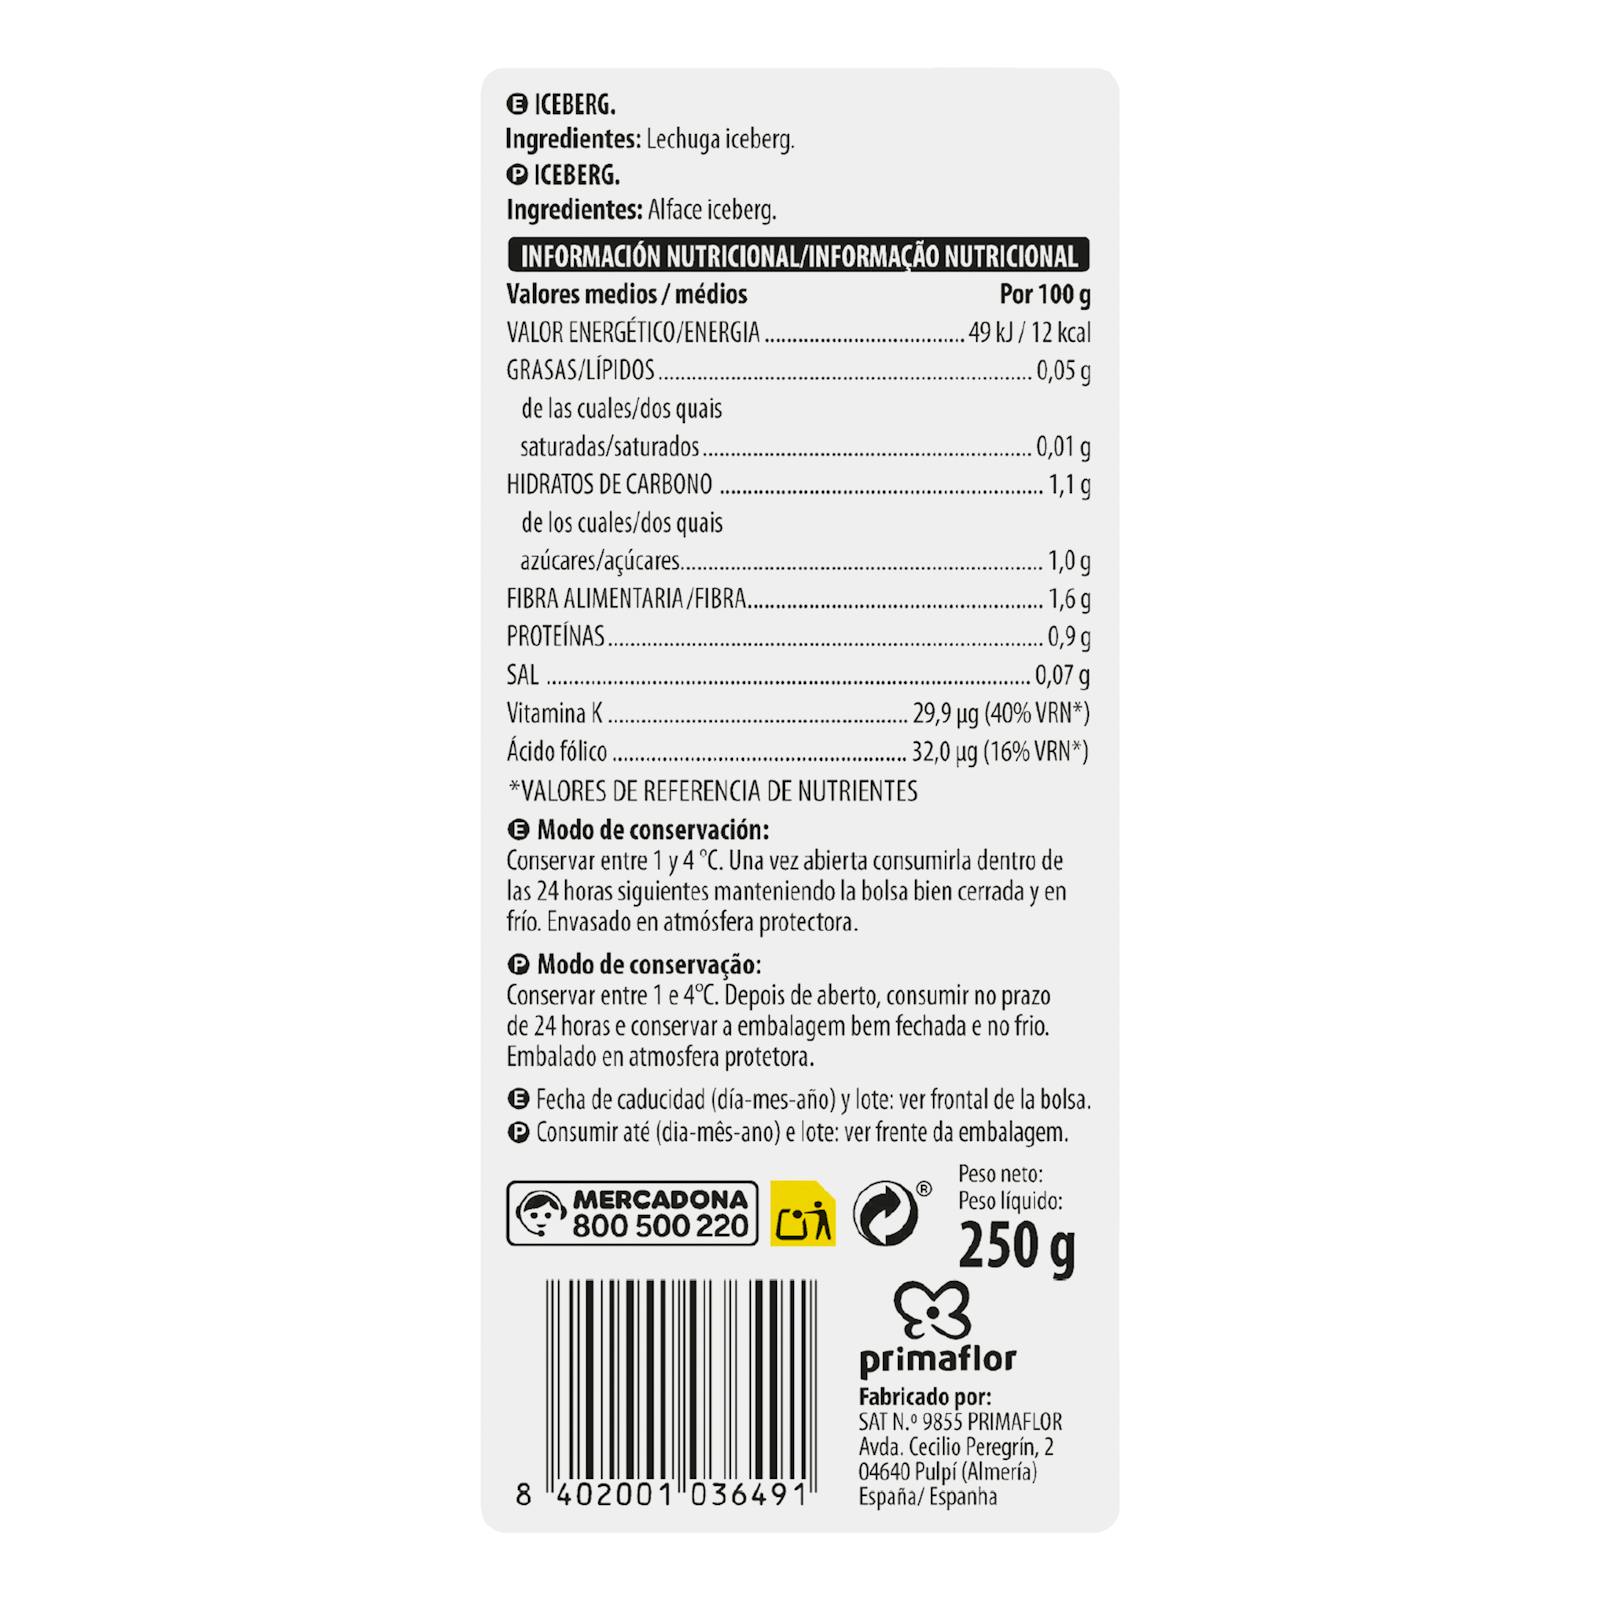 E ICEBERG.
Ingredientes: Lechuga iceberg.
P ICEBERG.
Ingredientes: Alface iceberg.
INFORMACIÓN NUTRICIONAL/INFORMAÇÃO NUTRICIONAL
Valores medios / médios Por 100 g
VALOR ENERGÉTICO/ENERGIA 49 kJ / 12 kcal
GRASAS/LÍPIDOS 0,05 g
de las cuales/dos quais
saturadas/saturados 0,01 g
HIDRATOS DE CARBONO 1,1 g
de los cuales/dos quais
azúcares/açúcares 1,0 g
FIBRA ALIMENTARIA/FIBRA 1,6 g
PROTEÍNAS 0,9 g
SAL 0,07 g
Vitamina K 29,9 µg (40% VRN*)
Ácido fólico 32,0 µg (16% VRN*)
*VALORES DE REFERENCIA DE NUTRIENTES
E Modo de conservación:
Conservar entre 1 y 4 °C. Una vez abierta consumirla dentro de
las 24 horas siguientes manteniendo la bolsa bien cerrada y en
frío. Envasado en atmósfera protectora.
P Modo de conservação:
Conservar entre 1 e 4°C. Depois de aberto, consumir no prazo
de 24 horas e conservar a embalagem bem fechada e no frio.
Embalado en atmosfera protetora.
E Fecha de caducidad (día-mes-año) y lote: ver frontal de la bolsa.
P Consumir até (dia-mês-ano) e lote: ver frente da embalagem.
MERCADONA
800 500 220
®
Peso neto:
Peso líquido:
250 g
primaflor
Fabricado por:
SAT N.º 9855 PRIMAFLOR
Avda. Cecilio Peregrín, 2
04640 Pulpí (Almería)
España/ Espanha
8 402001 036491